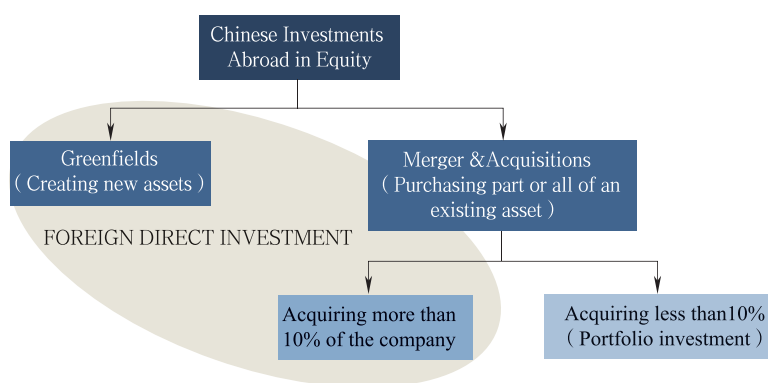 Chinese Investments
Abroad in Equity
Greenfields
( Creating new assets )
Merger &Acquisitions
( Purchasing part or all of an
existing asset )
FOREIGN DIRECT INVESTMENT
Acquiring more than
10% of the company
Acquiring less than10%
( Portfolio investment )